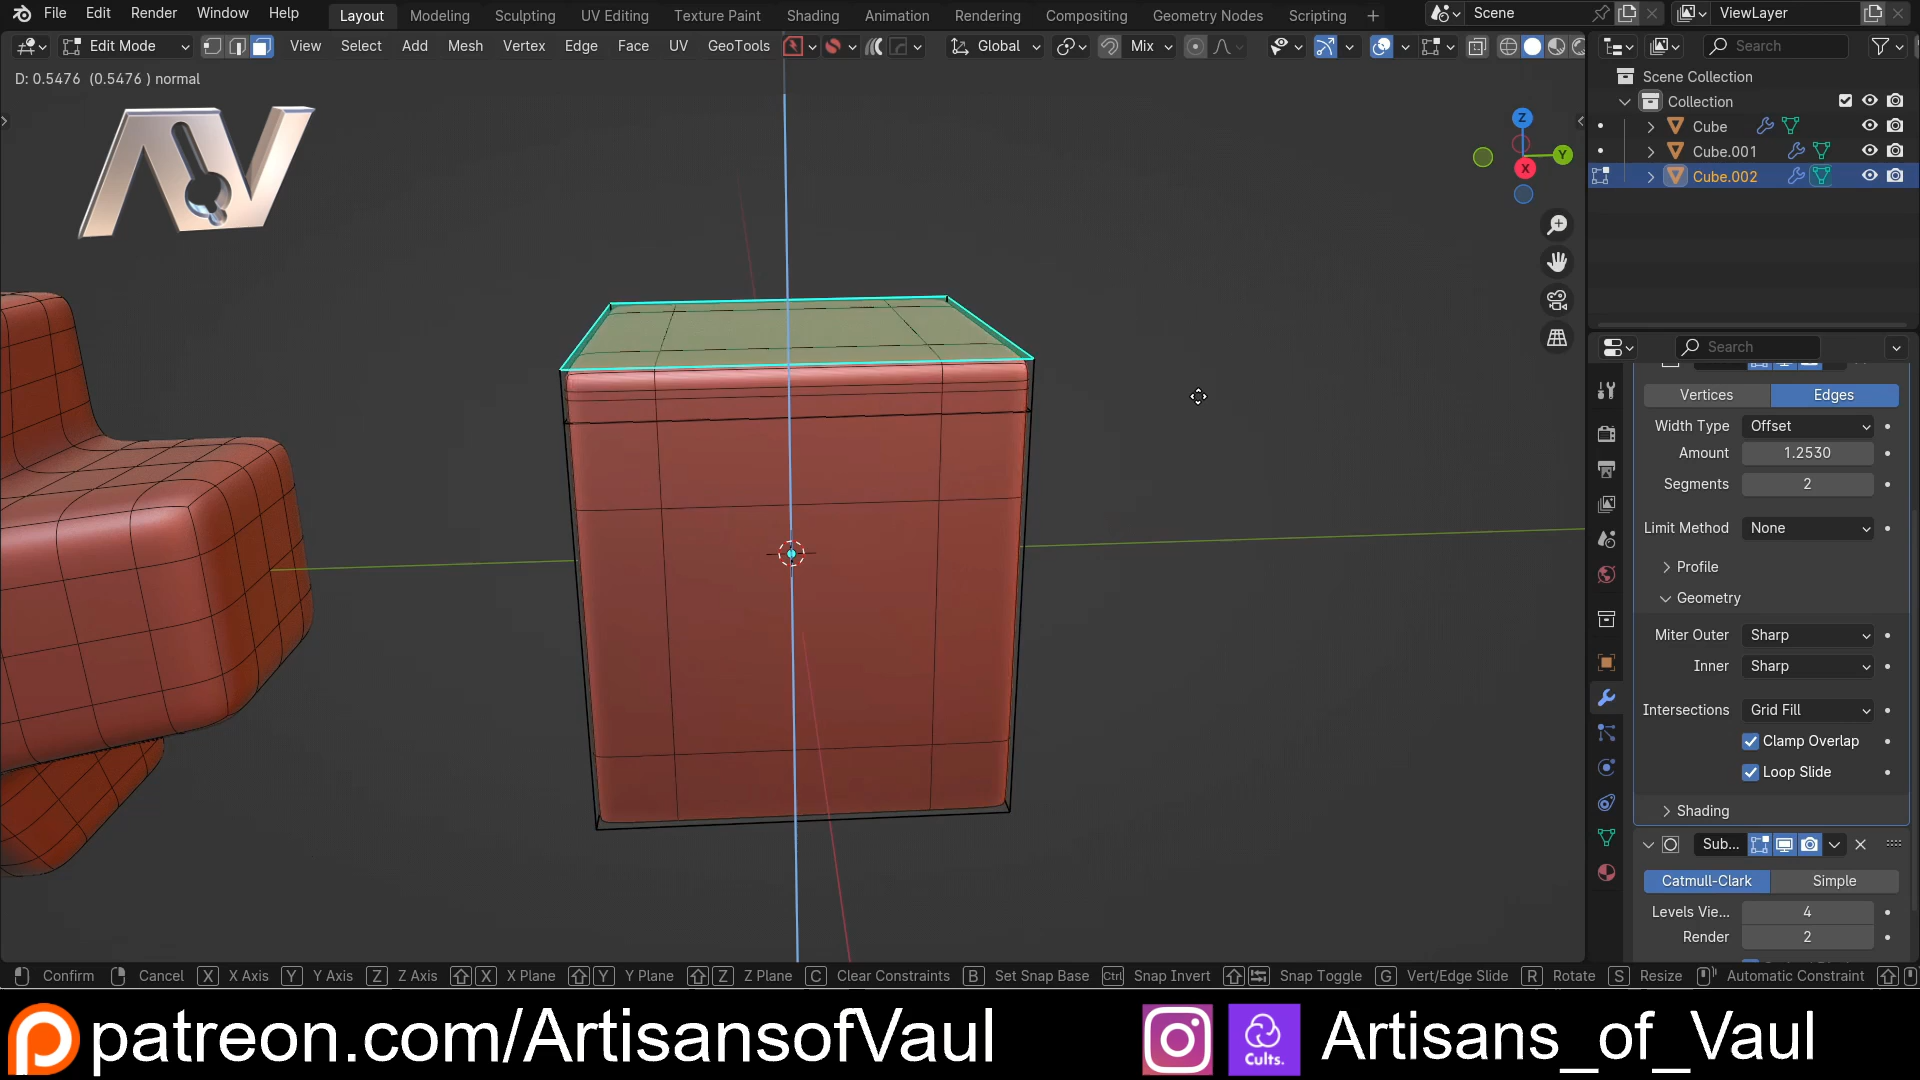 File Edit Render Window Help Layout Modeling Sculpting UV Editing Texture Paint Shading Animation Rendering Compositing Geometry Nodes Scripting + Scene ViewLayer
Edit Mode View Select Add Mesh Vertex Edge Face UV GeoTools Global Mix Search
D: 0.5476 (0.5476 ) normal
AV
Z
Y
X
Scene Collection
Collection
Cube
Cube.001
Cube.002
Search
Vertices Edges
Width Type Offset
Amount 1.2530
Segments 2
Limit Method None
Profile
Geometry
Miter Outer Sharp
Inner Sharp
Intersections Grid Fill
Clamp Overlap
Loop Slide
Shading
Sub...
Catmull-Clark Simple
Levels Vie... 4
Render 2
Confirm Cancel X X Axis Y Y Axis Z Z Axis X X Plane Y Y Plane Z Z Plane C Clear Constraints B Set Snap Base Ctrl Snap Invert Snap Toggle G Vert/Edge Slide R Rotate S Resize Automatic Constraint
patreon.com/ArtisansofVaul Cults. Artisans_of_Vaul